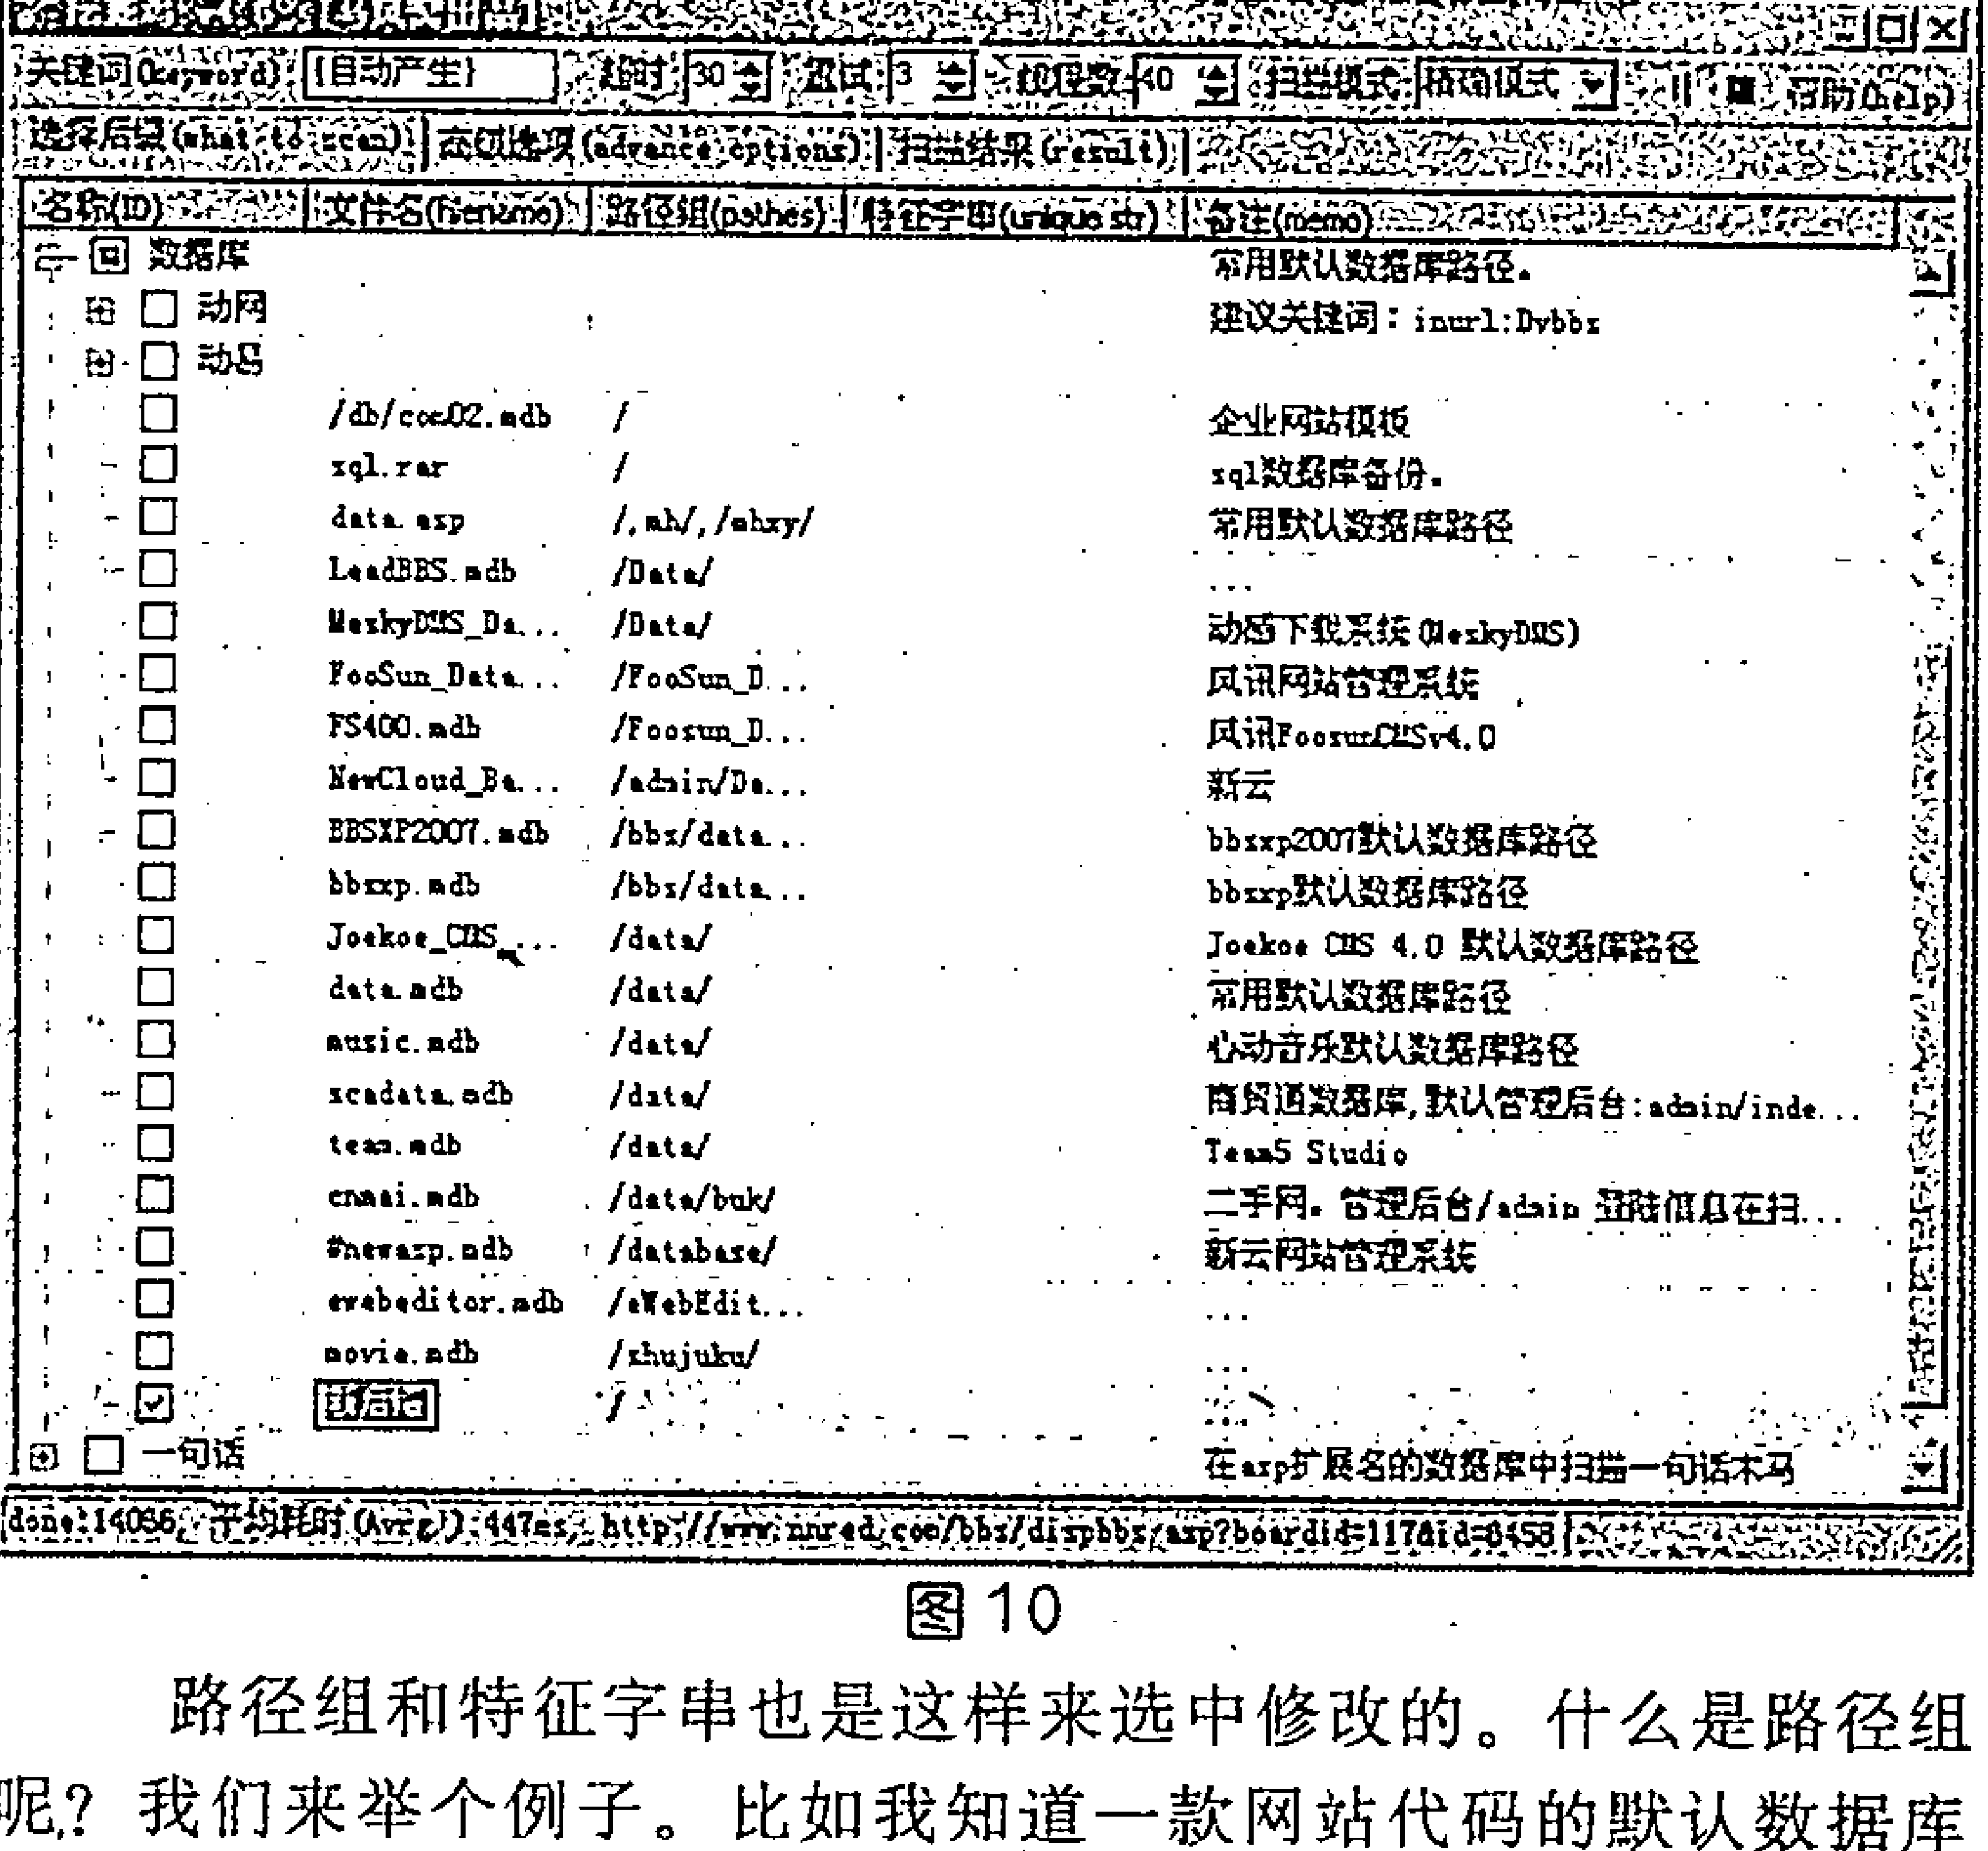 关键词(keyword) {自动产生} 超时 30 重试 3 线程数 40 扫描模式 精确模式 帮助(help)
选择后缀(what to scan) 高级选项(advance options) 扫描结果(result)
名称(ID) 文件名(filename) 路径组(pathes) 特征字串(unique str) 备注(memo)
数据库 常用默认数据库路径。
动网 建议关键词：inurl:Dvbbs
动易
/db/com02.mdb / 企业网站模板
sql.rar / sql数据库备份。
data.asp /,mh/,/mhxy/ 常用默认数据库路径
LeadBBS.mdb /Data/ ...
NeskyDMS_Da... /Data/ 动感下载系统(NeskyDMS)
FooSun_Data... /FooSun_D... 风讯网站管理系统
FS400.mdb /Foosun_D... 风讯FoosunCMSv4.0
NewCloud_Ba... /admin/Da... 新云
BBSXP2007.mdb /bbs/data... bbsxp2007默认数据库路径
bbsxp.mdb /bbs/data... bbsxp默认数据库路径
Joekoe_CMS_... /data/ Joekoe CMS 4.0 默认数据库路径
data.mdb /data/ 常用默认数据库路径
music.mdb /data/ 心动音乐默认数据库路径
scadata.mdb /data/ 商贸通数据库,默认管理后台:admin/inde...
team.mdb /data/ Team5 Studio
cnmai.mdb /data/buk/ 二手网。管理后台/admin 登陆信息在扫...
#newasp.mdb /database/ 新云网站管理系统
ewebeditor.mdb /eWebEdit... ...
movie.mdb /shujuku/ ...
/ ...
一句话 在asp扩展名的数据库中扫描一句话木马
平均耗时(Avrg):447ms, http://www.nnred.com/bbs/dispbbs.asp?boardid=117&id=8458
图 10
路径组和特征字串也是这样来选中修改的。什么是路径组
呢？我们来举个例子。比如我知道一款网站代码的默认数据库